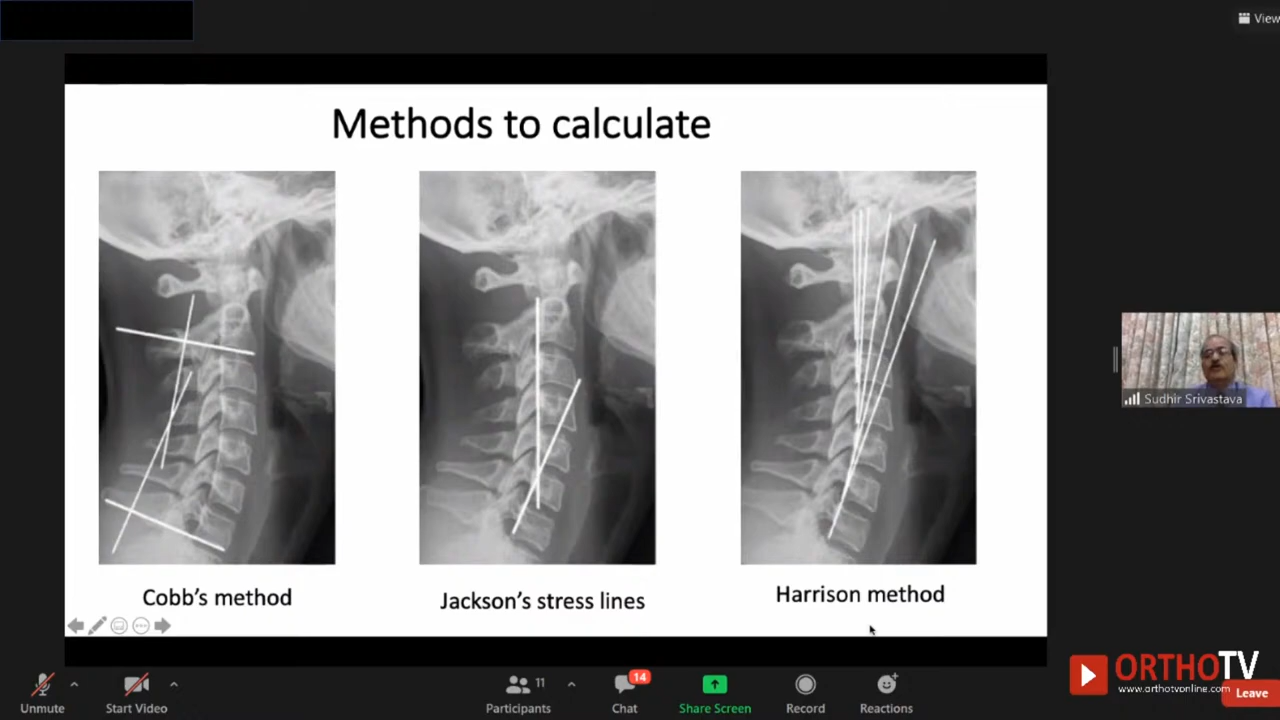 View
Methods to calculate
Cobb's method
Jackson's stress lines
Harrison method
Sudhir Srivastava
ORTHOTV
www.orthotvonline.com
Leave
Unmute
Start Video
11
Participants
14
Chat
Share Screen
Record
Reactions